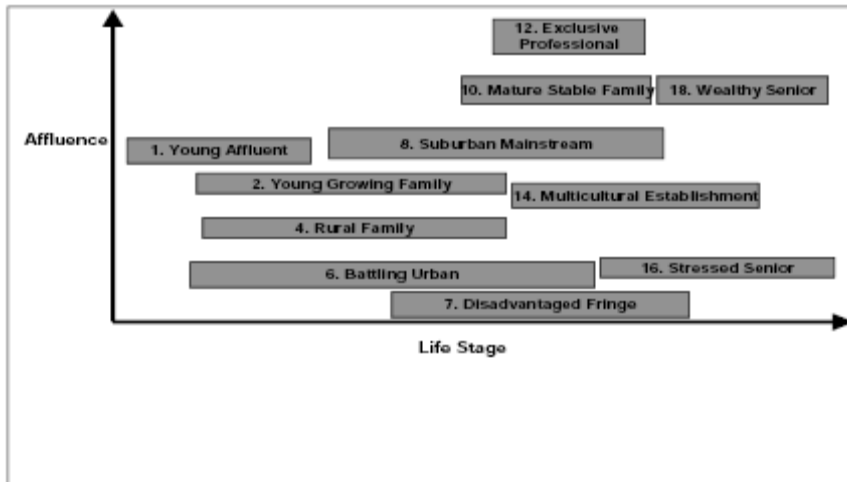 12. Exclusive
Professional
10. Mature Stable Family
18. Wealthy Senior
Affluence
1. Young Affluent
8. Suburban Mainstream
2. Young Growing Family
14. Multicultural Establishment
4. Rural Family
6. Battling Urban
16. Stressed Senior
7. Disadvantaged Fringe
Life Stage